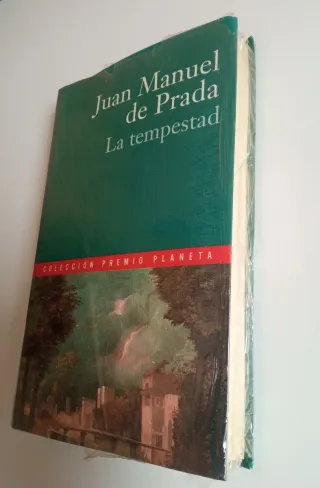 Juan Manuel
de Prada
La tempestad
COLECCIÓN PREMIO PLANETA